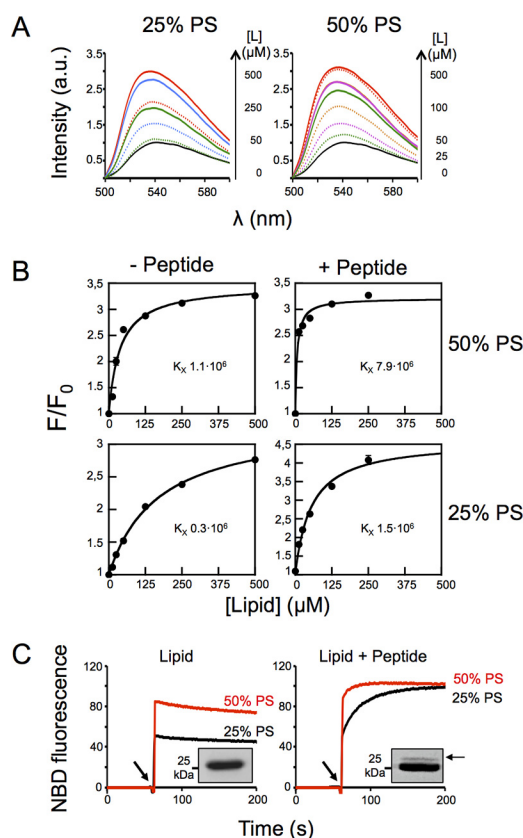 A
25% PS
50% PS
[L]
(µM)
[L]
(µM)
Intensity (a.u.)
3.5
2.5
1.5
0.5
500
250
50
0
500 540 580
3.5
2.5
1.5
0.5
500
100
50
25
0
500 540 580
λ (nm)
B
- Peptide
+ Peptide
F/F0
3,5
3
2,5
2
1,5
1
KX 1.1·10⁶
0 125 250 375 500
3,5
3
2,5
2
1,5
1
KX 7.9·10⁶
0 125 250 375 500
50% PS
3
2,5
2
1,5
1
KX 0.3·10⁶
0 125 250 375 500
4,5
4
3,5
3
2,5
2
1,5
1
KX 1.5·10⁶
0 125 250 375 500
25% PS
[Lipid] (µM)
C
NBD fluorescence
Lipid
120
80
40
0
50% PS
25% PS
25
kDa
0 100 200
Lipid + Peptide
120
80
40
0
50% PS
25% PS
25
kDa
0 100 200
Time (s)